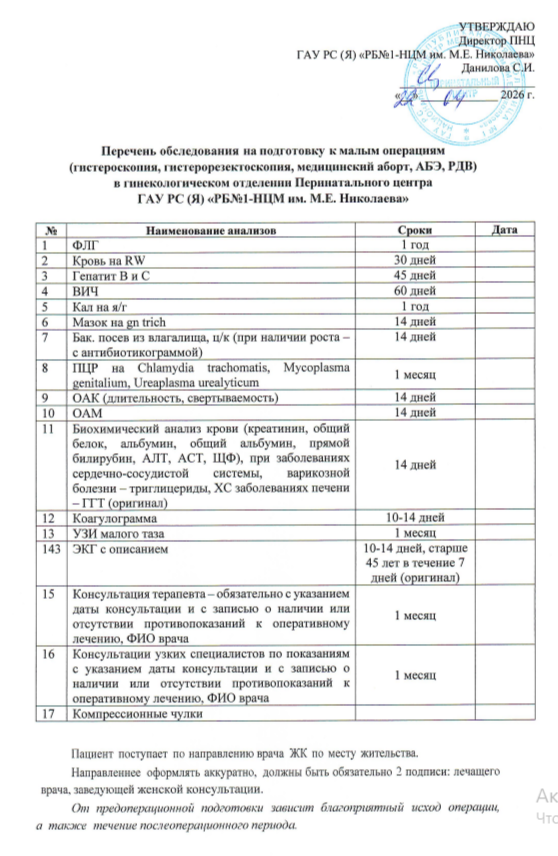 УТВЕРЖДАЮ
Директор ПНЦ
ГАУ РС (Я) «РБ№1-НЦМ им. М.Е. Николаева»
Данилова С.И.
«22» 04 2026 г.
Перечень обследования на подготовку к малым операциям
(гистероскопия, гистерорезектоскопия, медицинский аборт, АБЭ, РДВ)
в гинекологическом отделении Перинатального центра
ГАУ РС (Я) «РБ№1-НЦМ им. М.Е. Николаева»
№ Наименование анализов Сроки Дата
1 ФЛГ 1 год
2 Кровь на RW 30 дней
3 Гепатит В и С 45 дней
4 ВИЧ 60 дней
5 Кал на я/г 1 год
6 Мазок на gn trich 14 дней
7 Бак. посев из влагалища, ц/к (при наличии роста – 14 дней
с антибиотикограммой)
8 ПЦР на Chlamydia trachomatis, Mycoplasma
genitalium, Ureaplasma urealyticum 1 месяц
9 ОАК (длительность, свертываемость) 14 дней
10 ОАМ 14 дней
11 Биохимический анализ крови (креатинин, общий
белок, альбумин, общий альбумин, прямой
билирубин, АЛТ, АСТ, ЩФ), при заболеваниях
сердечно-сосудистой системы, варикозной 14 дней
болезни – триглицериды, ХС заболеваниях печени
– ГГТ (оригинал)
12 Коагулограмма 10-14 дней
13 УЗИ малого таза 1 месяц
143 ЭКГ с описанием 10-14 дней, старше
45 лет в течение 7
дней (оригинал)
15 Консультация терапевта – обязательно с указанием
даты консультации и с записью о наличии или
отсутствии противопоказаний к оперативному 1 месяц
лечению, ФИО врача
16 Консультации узких специалистов по показаниям
с указанием даты консультации и с записью о
наличии или отсутствии противопоказаний к 1 месяц
оперативному лечению, ФИО врача
17 Компрессионные чулки
Пациент поступает по направлению врача ЖК по месту жительства.
Направленнее оформлять аккуратно, должны быть обязательно 2 подписи: лечащего
врача, заведующей женской консультации.
От предоперационной подготовки зависит благоприятный исход операции,
а также течение послеоперационного периода.
Ак
Что